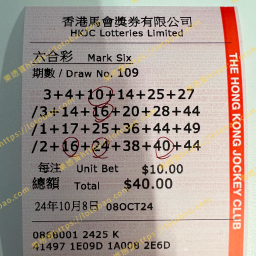 香港馬會獎券有限公司
HKJC Lotteries Limited
六合彩 Mark Six
期數 / Draw No. 109
3+4+10+14+25+27
/3+14+16+20+28+44
/1+17+25+36+44+49
/2+16+24+38+40+44
每注 Unit Bet $10.00
總額 Total $40.00
24年10月8日 08OCT24
0850001 2425 K
41497 1E09D 1A008 2E6D
THE HONG KONG JOCKEY CLUB